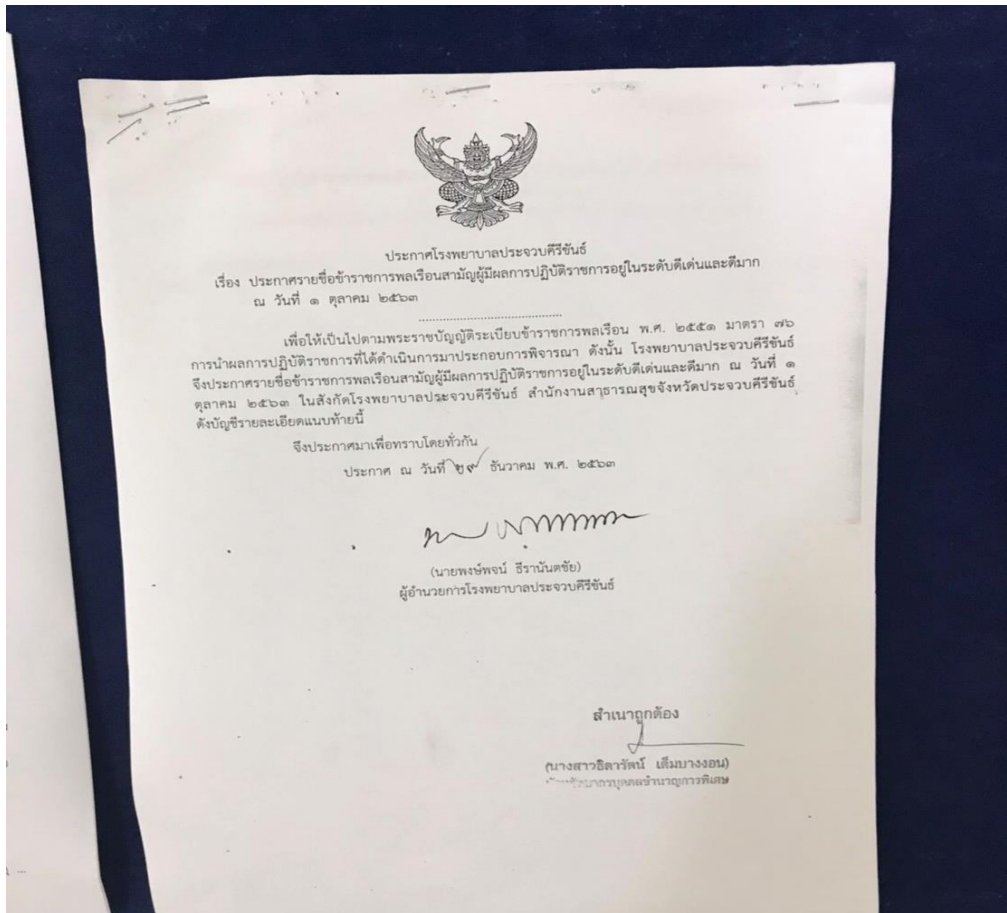 ประกาศโรงพยาบาลประจวบคีรีขันธ์
เรื่อง ประกาศรายชื่อข้าราชการพลเรือนสามัญผู้มีผลการปฏิบัติราชการอยู่ในระดับดีเด่นและดีมาก
ณ วันที่ ๑ ตุลาคม ๒๕๖๓
........................................
เพื่อให้เป็นไปตามพระราชบัญญัติระเบียบข้าราชการพลเรือน พ.ศ. ๒๕๕๑ มาตรา ๗๖
การนำผลการปฏิบัติราชการที่ได้ดำเนินการมาประกอบการพิจารณา ดังนั้น โรงพยาบาลประจวบคีรีขันธ์
จึงประกาศรายชื่อข้าราชการพลเรือนสามัญผู้มีผลการปฏิบัติราชการอยู่ในระดับดีเด่นและดีมาก ณ วันที่ ๑
ตุลาคม ๒๕๖๓ ในสังกัดโรงพยาบาลประจวบคีรีขันธ์ สำนักงานสาธารณสุขจังหวัดประจวบคีรีขันธ์
ดังบัญชีรายละเอียดแนบท้ายนี้
จึงประกาศมาเพื่อทราบโดยทั่วกัน
ประกาศ ณ วันที่ ๒๙ ธันวาคม พ.ศ. ๒๕๖๓
(นายพงษ์พจน์ ธีรานันตชัย)
ผู้อำนวยการโรงพยาบาลประจวบคีรีขันธ์
สำเนาถูกต้อง
(นางสาวธิดารัตน์ เต็มบางงอน)